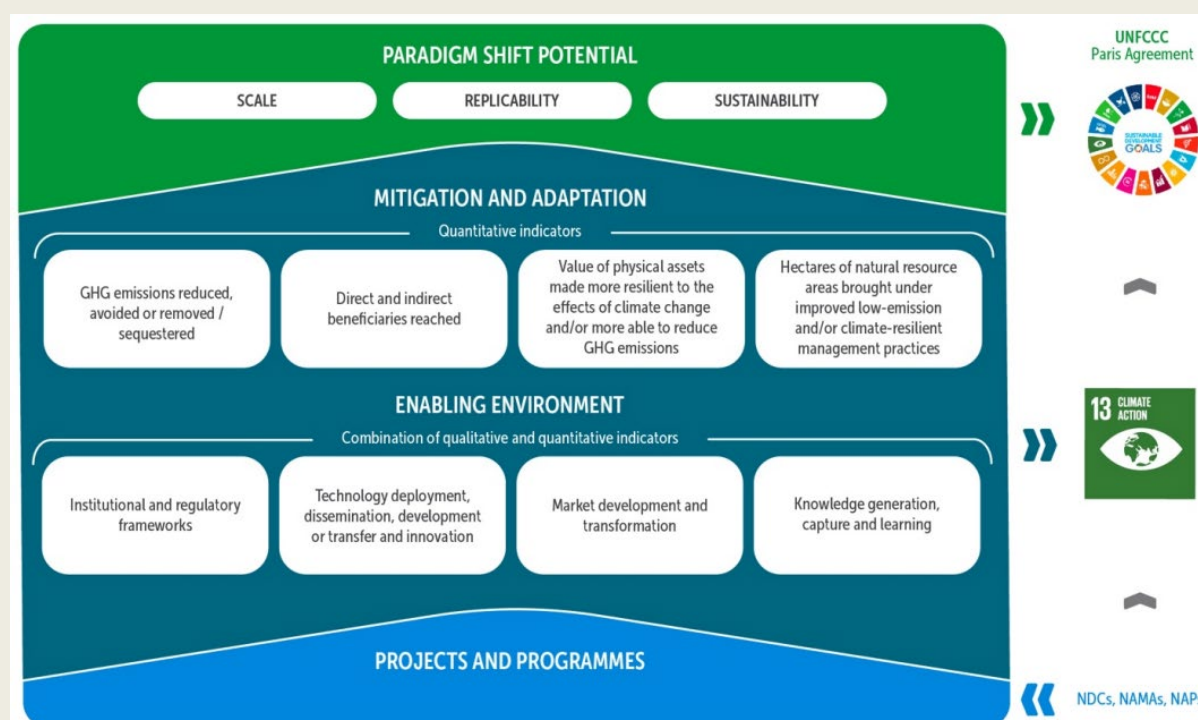 PARADIGM SHIFT POTENTIAL
SCALE
REPLICABILITY
SUSTAINABILITY
MITIGATION AND ADAPTATION
Quantitative indicators
GHG emissions reduced,
avoided or removed /
sequestered
Direct and indirect
beneficiaries reached
Value of physical assets
made more resilient to the
effects of climate change
and/or more able to reduce
GHG emissions
Hectares of natural resource
areas brought under
improved low-emission
and/or climate-resilient
management practices
ENABLING ENVIRONMENT
Combination of qualitative and quantitative indicators
Institutional and regulatory
frameworks
Technology deployment,
dissemination, development
or transfer and innovation
Market development and
transformation
Knowledge generation,
capture and learning
PROJECTS AND PROGRAMMES
UNFCCC
Paris Agreement
SUSTAINABLE
DEVELOPMENT
GOALS
13 CLIMATE
ACTION
NDCs, NAMAs, NAP